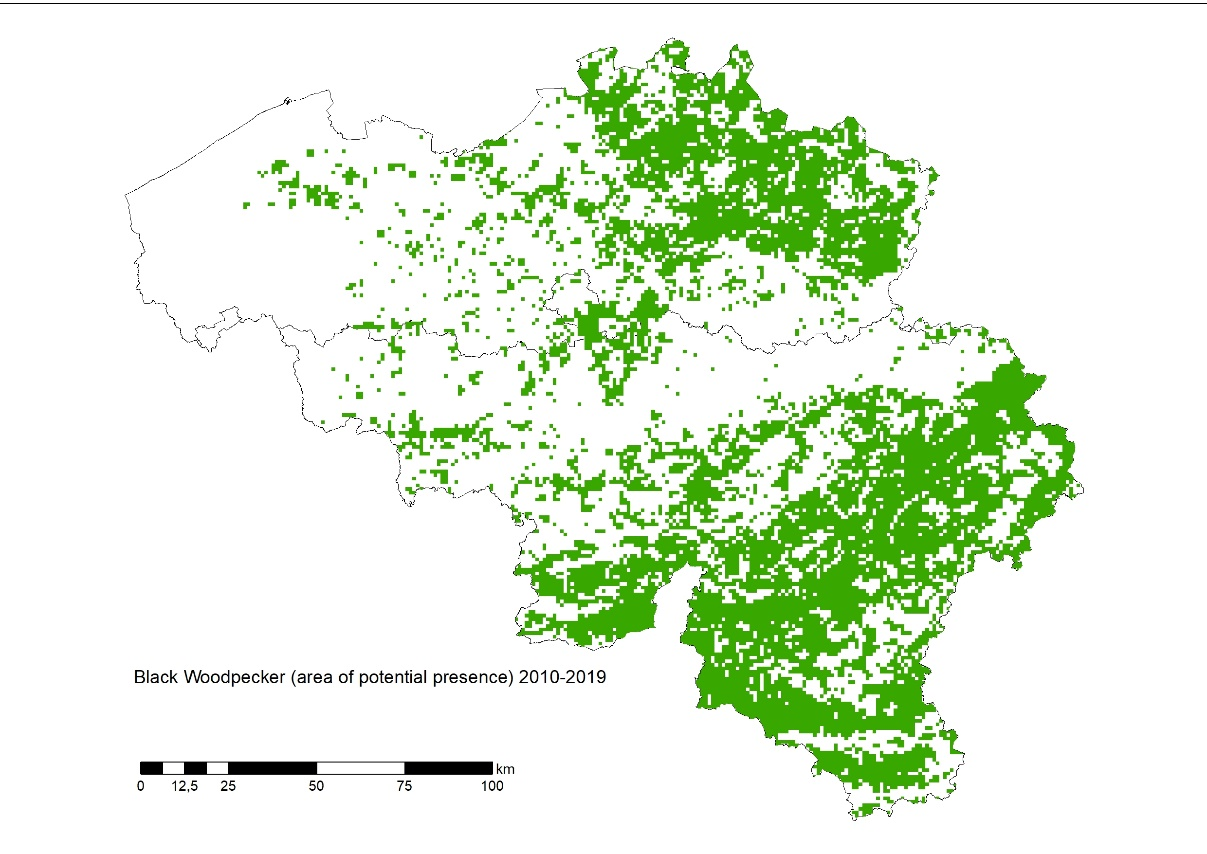 Black Woodpecker (area of potential presence) 2010-2019
km
0 12,5 25 50 75 100